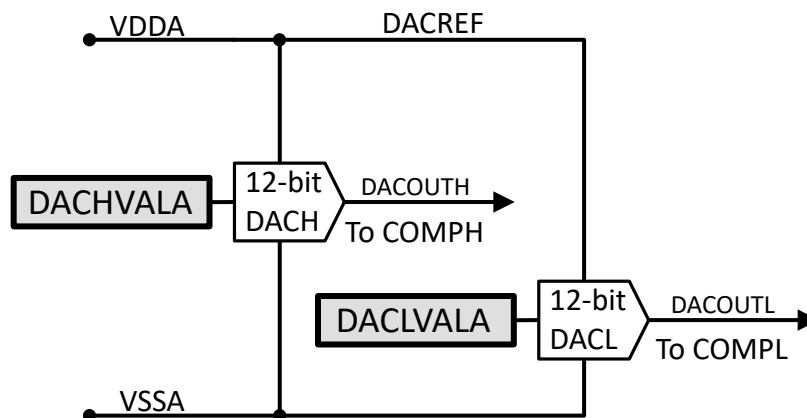 VDDA
DACREF
12-bit
DACH
DACHVALA
DACOUTH
To COMPH
12-bit
DACL
DACLVALA
DACOUTL
To COMPL
VSSA